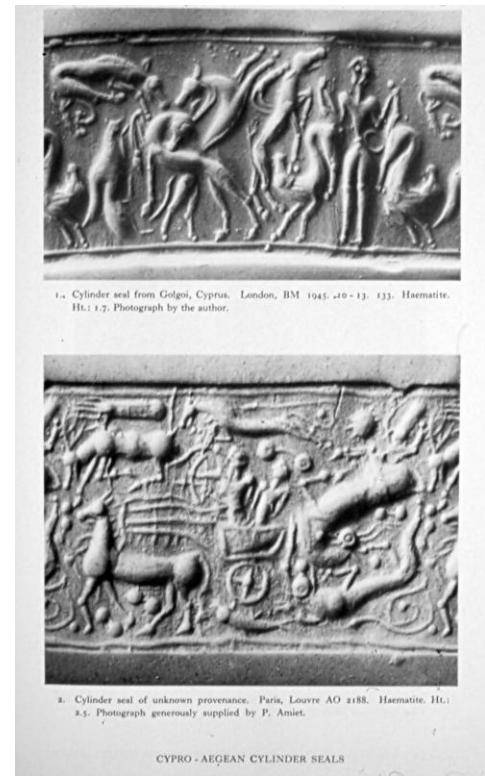 1. Cylinder seal from Golgoi, Cyprus. London, BM 1945. .10 - 13. 133. Haematite.
Ht.: 1.7. Photograph by the author.
2. Cylinder seal of unknown provenance. Paris, Louvre AO 2188. Haematite. Ht.:
2.5. Photograph generously supplied by P. Amiet.
CYPRO - AEGEAN CYLINDER SEALS